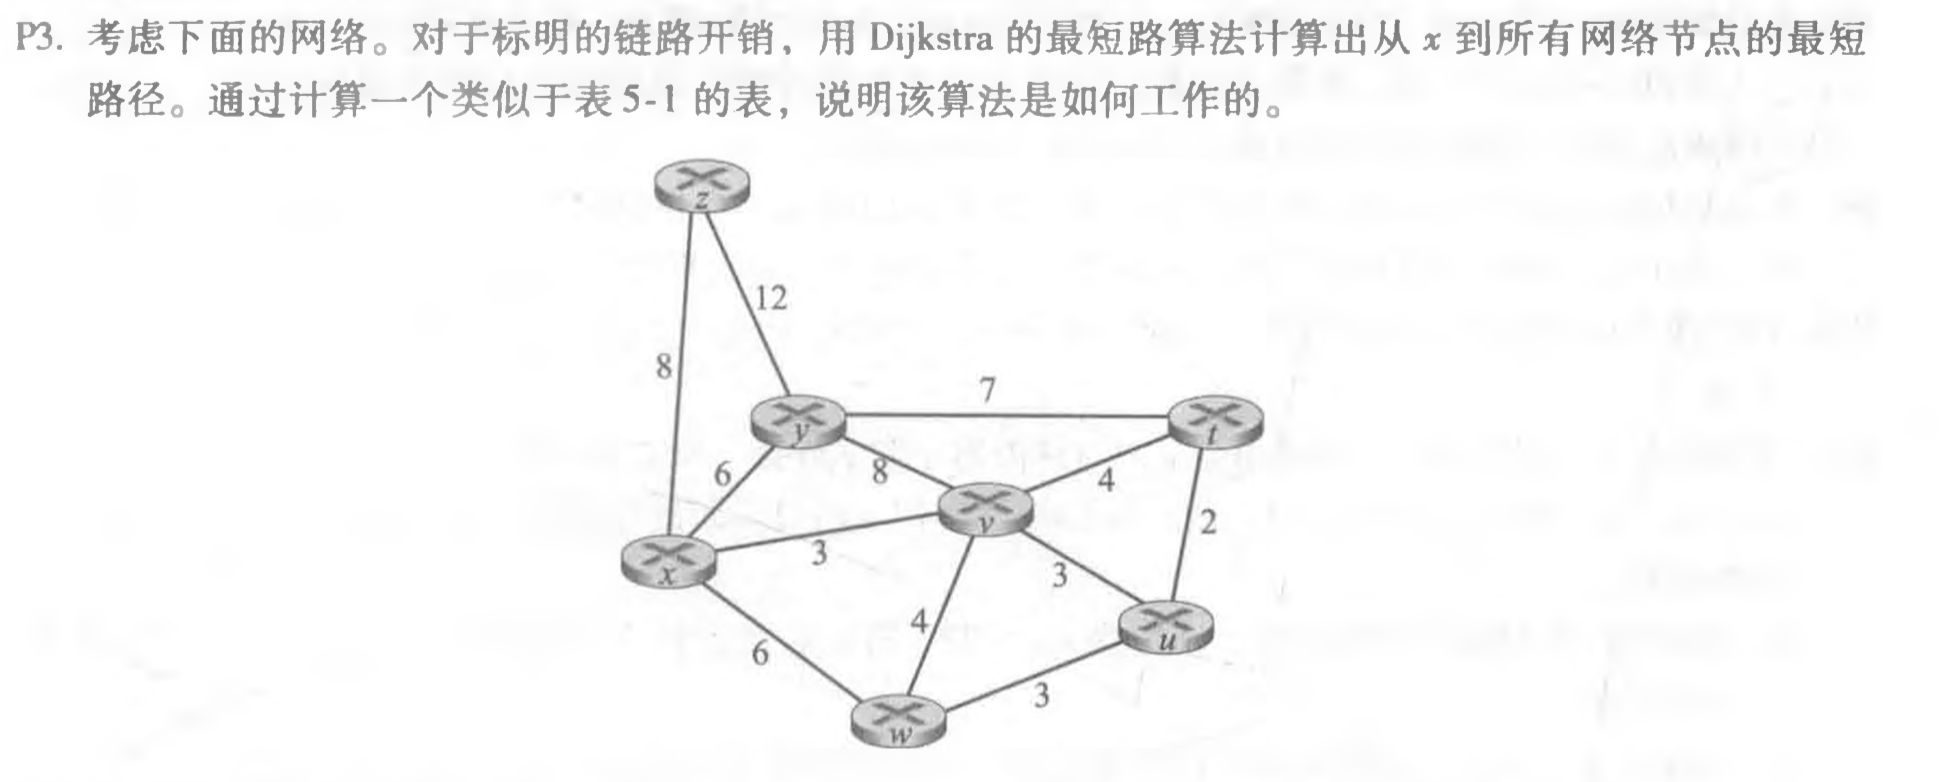 P3. 考虑下面的网络。对于标明的链路开销，用 Dijkstra 的最短路算法计算出从 x 到所有网络节点的最短
路径。通过计算一个类似于表 5-1 的表，说明该算法是如何工作的。
z
12
8
7
y
t
6
8
4
v
2
3
x
3
4
u
6
3
w